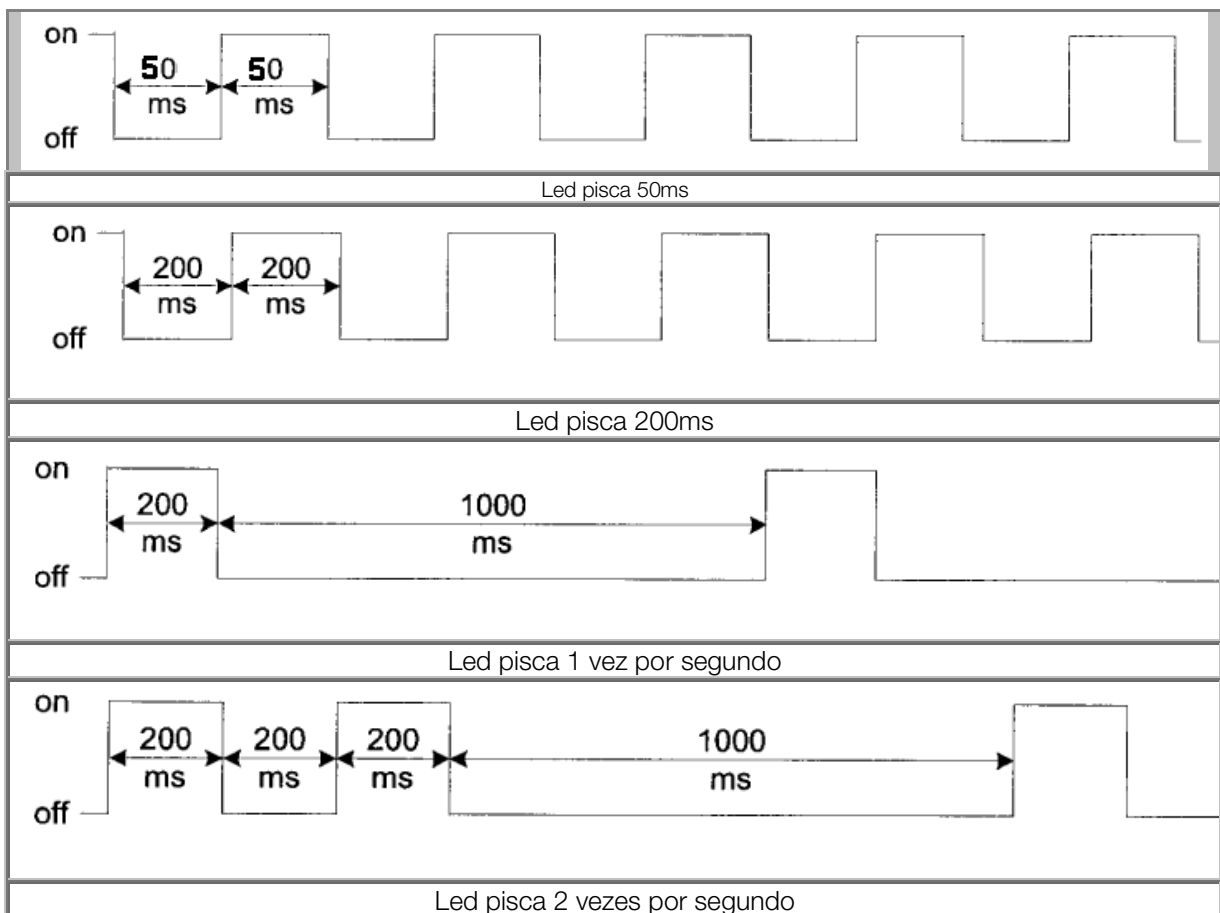 on
50 50
ms ms
off
Led pisca 50ms
on
200 200
ms ms
off
Led pisca 200ms
on
200 1000
ms ms
off
Led pisca 1 vez por segundo
on
200 200 200 1000
ms ms ms ms
off
Led pisca 2 vezes por segundo